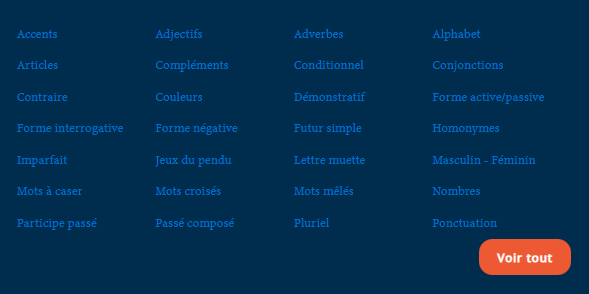 Accents Adjectifs Adverbes Alphabet
Articles Compléments Conditionnel Conjonctions
Contraire Couleurs Démonstratif Forme active/passive
Forme interrogative Forme négative Futur simple Homonymes
Imparfait Jeux du pendu Lettre muette Masculin - Féminin
Mots à caser Mots croisés Mots mêlés Nombres
Participe passé Passé composé Pluriel Ponctuation
Voir tout